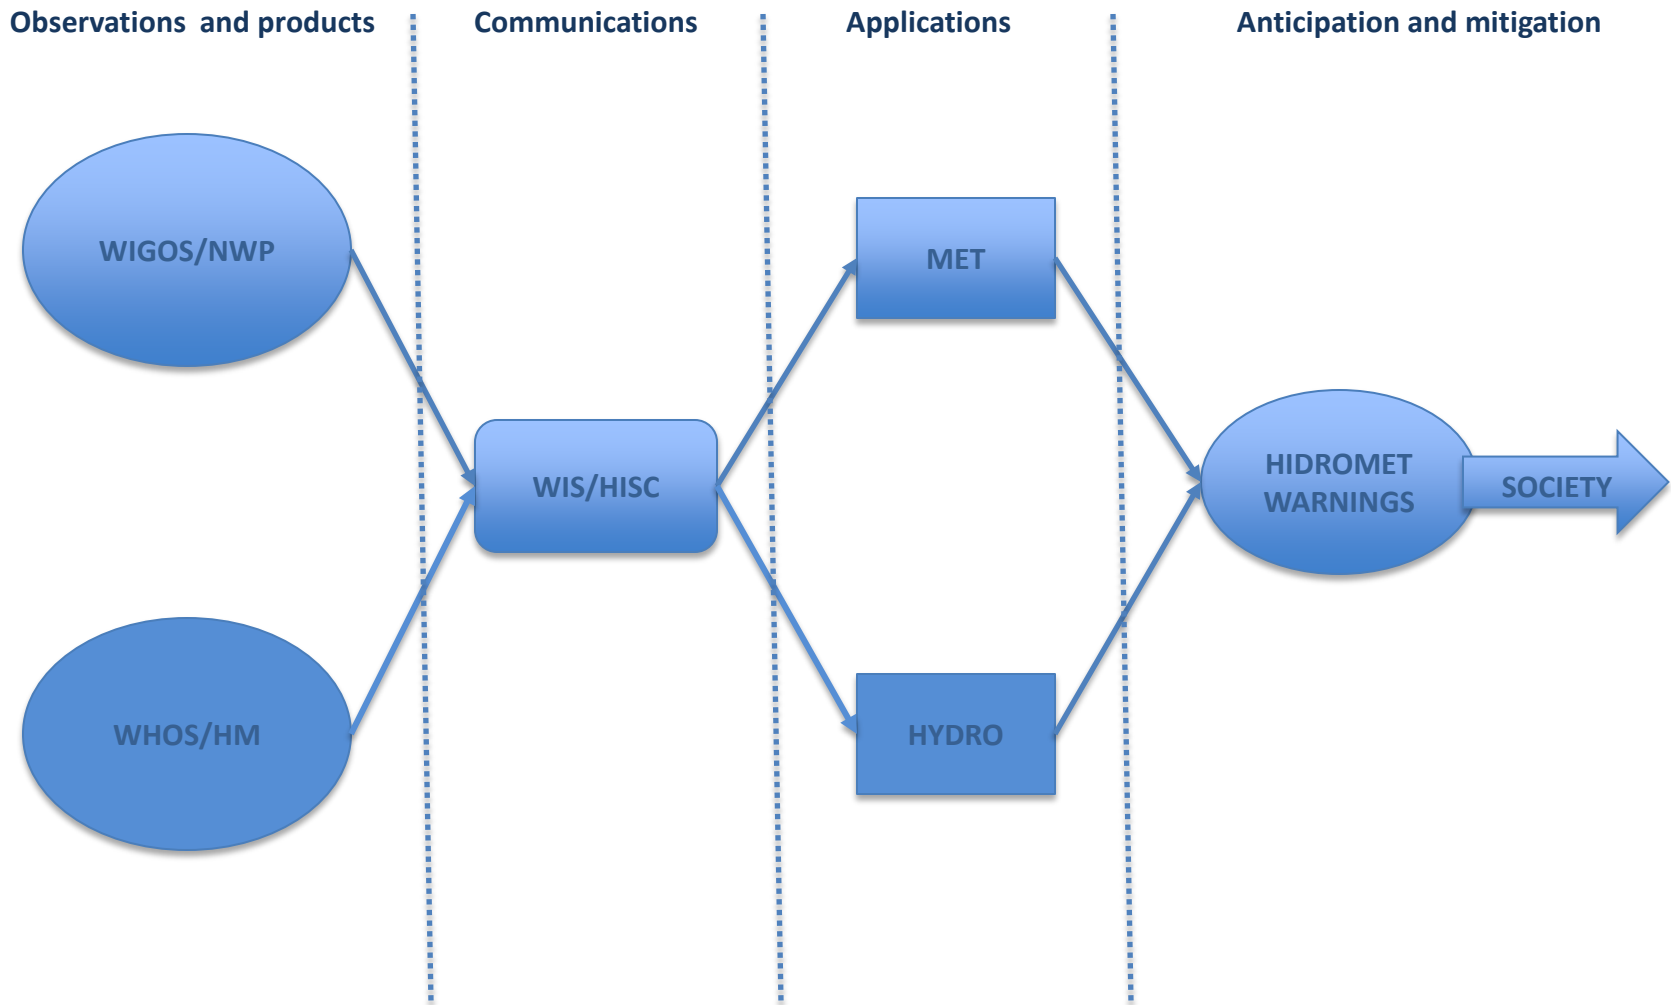 Observations and products
Communications
Applications
Anticipation and mitigation
WIGOS/NWP
MET
WIS/HISC
HIDROMET
WARNINGS
SOCIETY
WHOS/HM
HYDRO